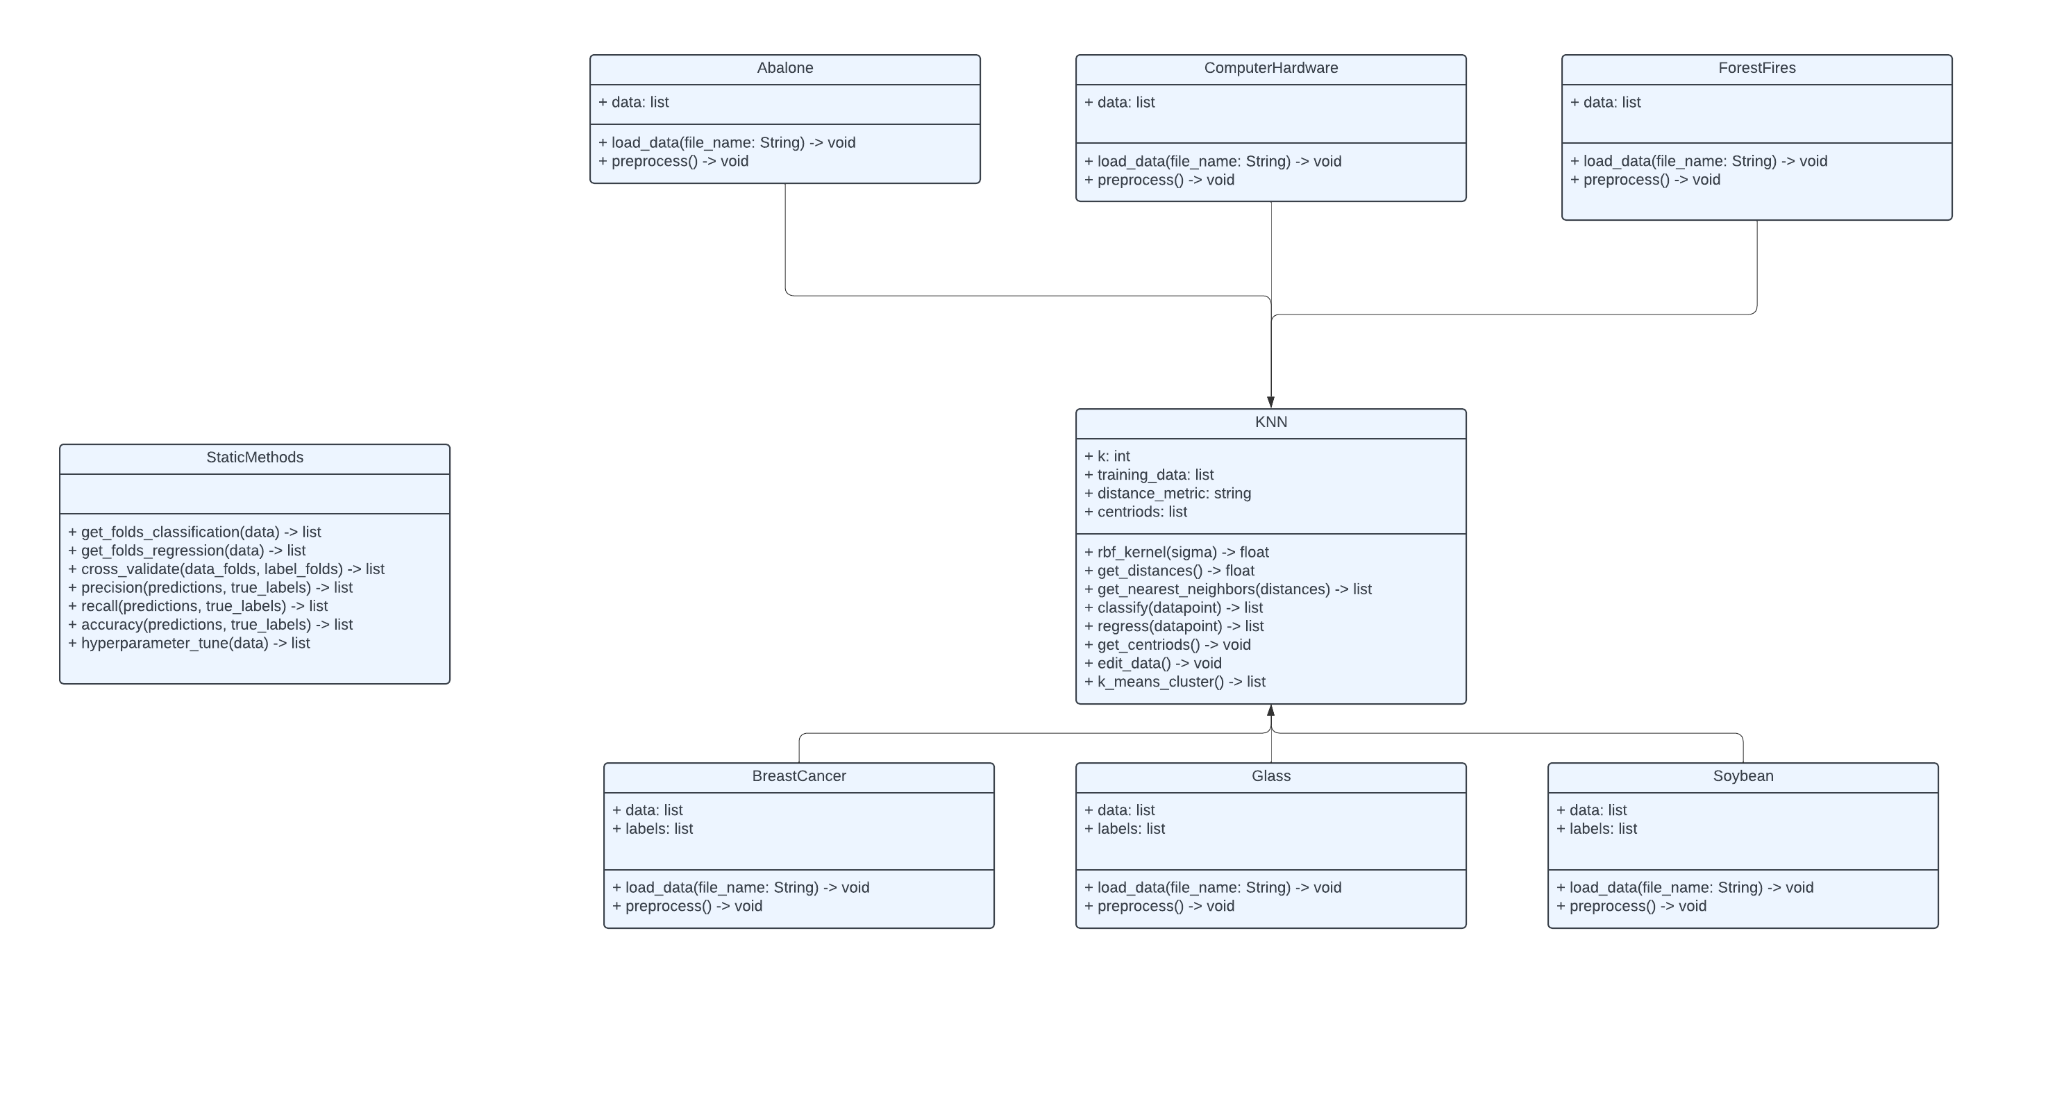 Abalone
+ data: list
+ load_data(file_name: String) -> void
+ preprocess() -> void
ComputerHardware
+ data: list
+ load_data(file_name: String) -> void
+ preprocess() -> void
ForestFires
+ data: list
+ load_data(file_name: String) -> void
+ preprocess() -> void
StaticMethods
+ get_folds_classification(data) -> list
+ get_folds_regression(data) -> list
+ cross_validate(data_folds, label_folds) -> list
+ precision(predictions, true_labels) -> list
+ recall(predictions, true_labels) -> list
+ accuracy(predictions, true_labels) -> list
+ hyperparameter_tune(data) -> list
KNN
+ k: int
+ training_data: list
+ distance_metric: string
+ centriods: list
+ rbf_kernel(sigma) -> float
+ get_distances() -> float
+ get_nearest_neighbors(distances) -> list
+ classify(datapoint) -> list
+ regress(datapoint) -> list
+ get_centriods() -> void
+ edit_data() -> void
+ k_means_cluster() -> list
BreastCancer
+ data: list
+ labels: list
+ load_data(file_name: String) -> void
+ preprocess() -> void
Glass
+ data: list
+ labels: list
+ load_data(file_name: String) -> void
+ preprocess() -> void
Soybean
+ data: list
+ labels: list
+ load_data(file_name: String) -> void
+ preprocess() -> void